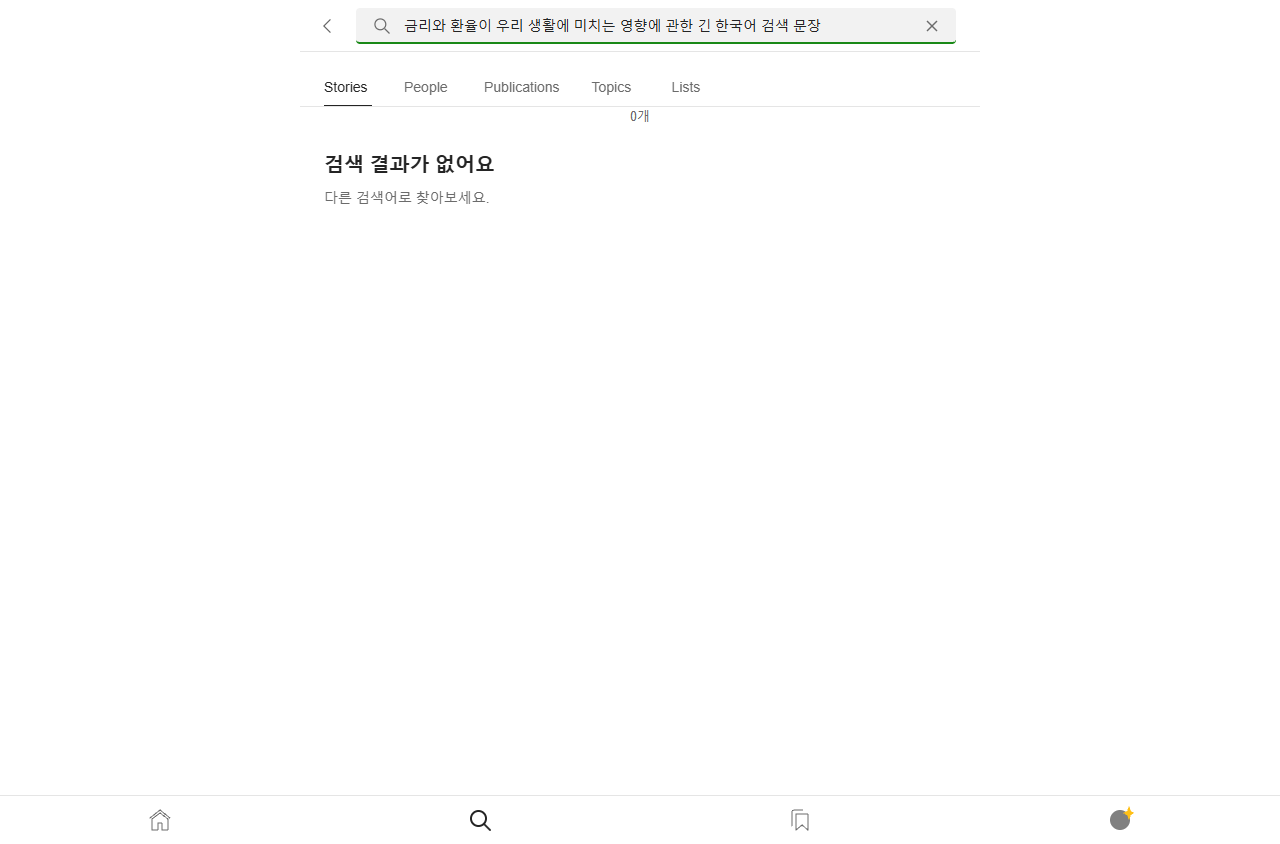 금리와 환율이 우리 생활에 미치는 영향에 관한 긴 한국어 검색 문장
Stories People Publications Topics Lists
0개
검색 결과가 없어요
다른 검색어로 찾아보세요.